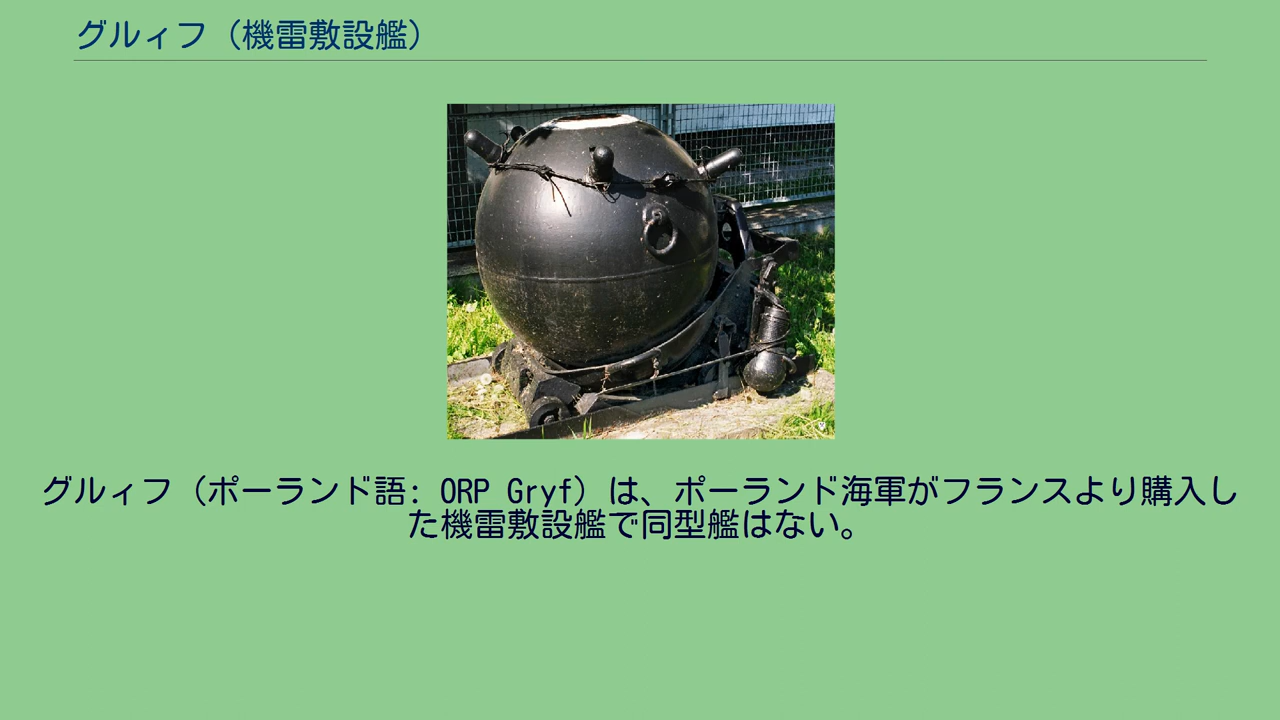 グルィフ（機雷敷設艦）
グルィフ（ポーランド語: ORP Gryf）は、ポーランド海軍がフランスより購入し
た機雷敷設艦で同型艦はない。